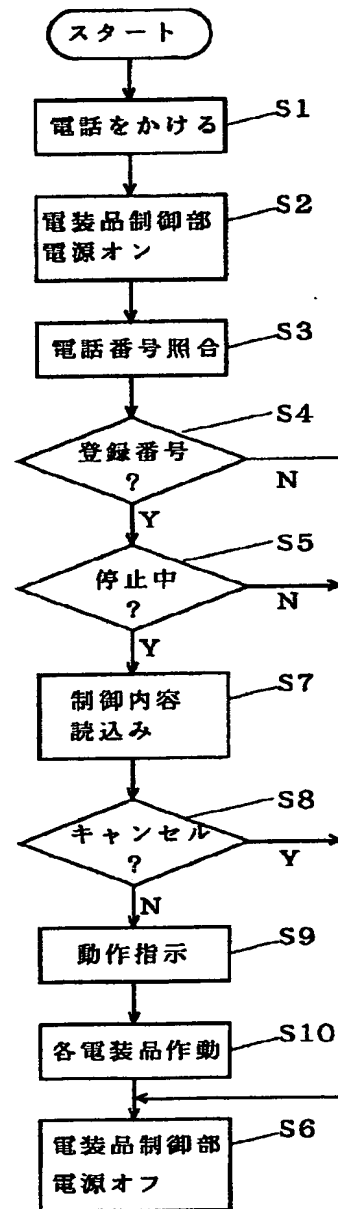 スタート
電話をかける
S1
電装品制御部
電源オン
S2
電話番号照合
S3
登録番号
?
S4
N
Y
停止中
?
S5
N
Y
制御内容
読込み
S7
キャンセル
?
S8
Y
N
動作指示
S9
各電装品作動
S10
電装品制御部
電源オフ
S6